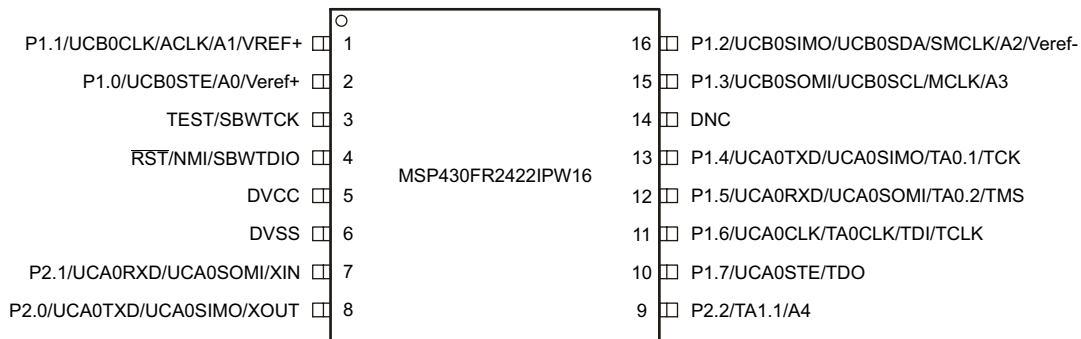 P1.1/UCB0CLK/ACLK/A1/VREF+ 1
16 P1.2/UCB0SIMO/UCB0SDA/SMCLK/A2/Veref-
P1.0/UCB0STE/A0/Veref+ 2
15 P1.3/UCB0SOMI/UCB0SCL/MCLK/A3
TEST/SBWTCK 3
14 DNC
RST/NMI/SBWTDIO 4
13 P1.4/UCA0TXD/UCA0SIMO/TA0.1/TCK
MSP430FR2422IPW16
DVCC 5
12 P1.5/UCA0RXD/UCA0SOMI/TA0.2/TMS
DVSS 6
11 P1.6/UCA0CLK/TA0CLK/TDI/TCLK
P2.1/UCA0RXD/UCA0SOMI/XIN 7
10 P1.7/UCA0STE/TDO
P2.0/UCA0TXD/UCA0SIMO/XOUT 8
9 P2.2/TA1.1/A4